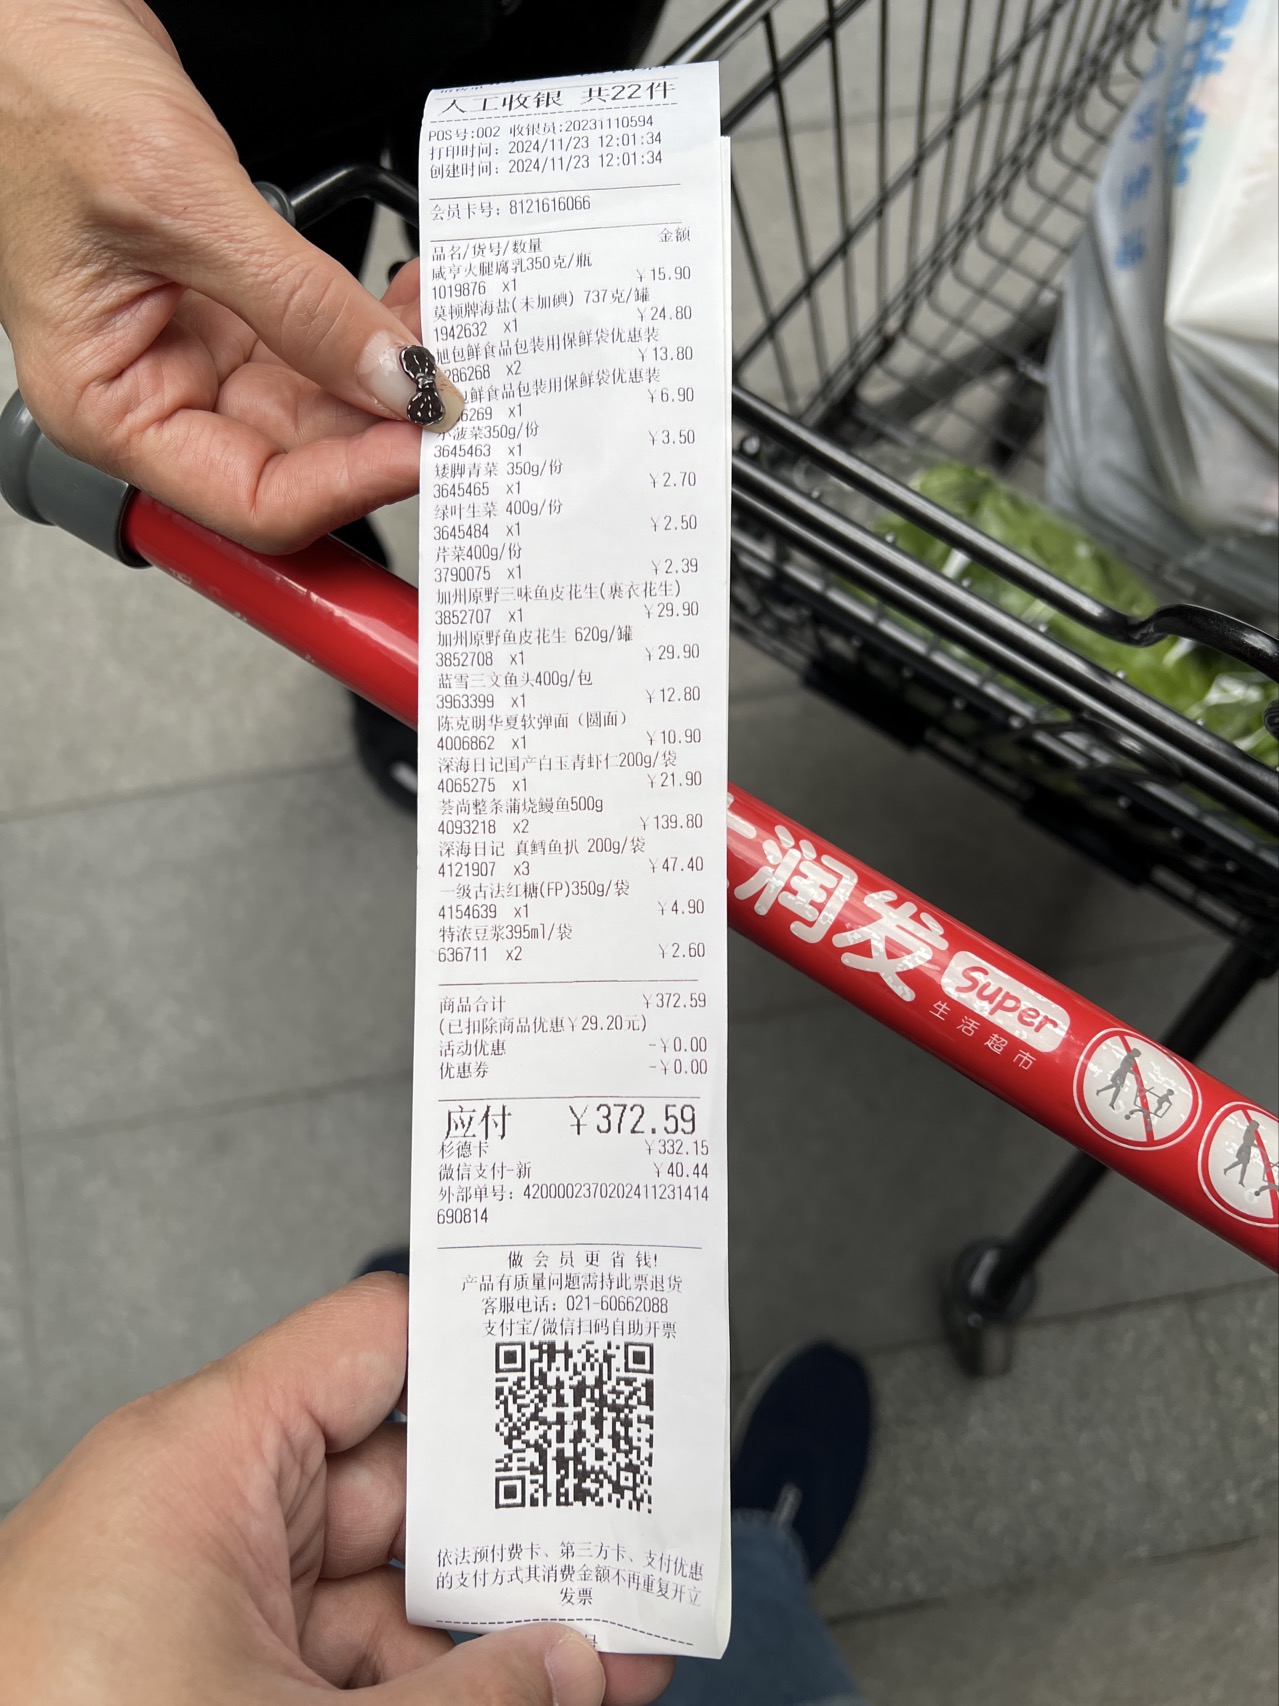 人工收银 共22件
POS号:002 收银员:20231110594
打印时间: 2024/11/23 12:01:34
创建时间: 2024/11/23 12:01:34
会员卡号: 8121616066
品名/货号/数量 金额
咸亨火腿腐乳350克/瓶
1019876 x1 ¥15.90
莫顿牌海盐(未加碘) 737克/罐
1942632 x1 ¥24.80
旭包鲜食品包装用保鲜袋优惠装
286268 x2 ¥13.80
包鲜食品包装用保鲜袋优惠装
6269 x1 ¥6.90
小菠菜350g/份
3645463 x1 ¥3.50
矮脚青菜 350g/份
3645465 x1 ¥2.70
绿叶生菜 400g/份
3645484 x1 ¥2.50
芹菜400g/份
3790075 x1 ¥2.39
加州原野三味鱼皮花生(裹衣花生)
3852707 x1 ¥29.90
加州原野鱼皮花生 620g/罐
3852708 x1 ¥29.90
蓝雪三文鱼头400g/包
3963399 x1 ¥12.80
陈克明华夏软弹面（圆面）
4006862 x1 ¥10.90
深海日记国产白玉青虾仁200g/袋
4065275 x1 ¥21.90
荟尚整条蒲烧鳗鱼500g
4093218 x2 ¥139.80
深海日记 真鳕鱼扒 200g/袋
4121907 x3 ¥47.40
一级古法红糖(FP)350g/袋
4154639 x1 ¥4.90
特浓豆浆395ml/袋
636711 x2 ¥2.60
商品合计 ¥372.59
(已扣除商品优惠¥29.20元)
活动优惠 -¥0.00
优惠券 -¥0.00
应付 ¥372.59
杉德卡 ¥332.15
微信支付-新 ¥40.44
外部单号: 4200002370202411231414
690814
做会员更省钱!
产品有质量问题需持此票退货
客服电话: 021-60662088
支付宝/微信扫码自助开票
依法预付费卡、第三方卡、支付优惠
的支付方式其消费金额不再重复开立
发票
润发 Super
生活超市